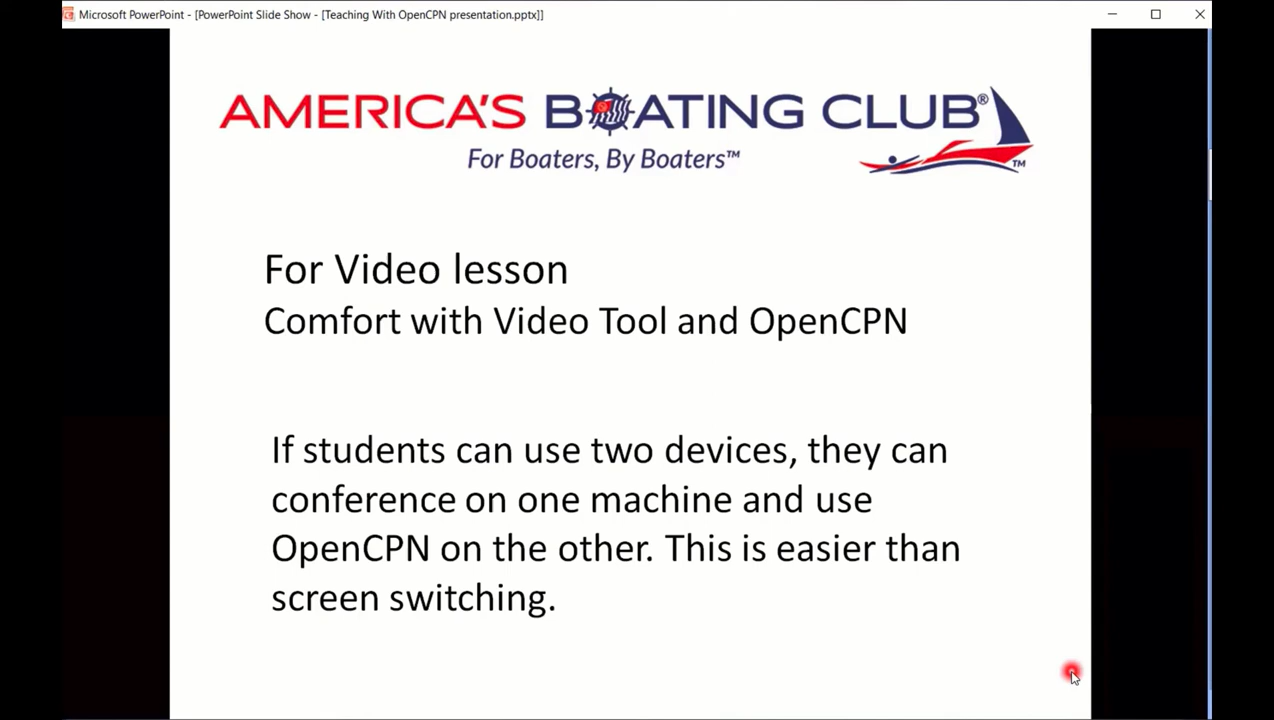 Microsoft PowerPoint - [PowerPoint Slide Show - [Teaching With OpenCPN presentation.pptx]]
AMERICA'S BOATING CLUB®
For Boaters, By Boaters™
TM
For Video lesson
Comfort with Video Tool and OpenCPN
If students can use two devices, they can
conference on one machine and use
OpenCPN on the other. This is easier than
screen switching.